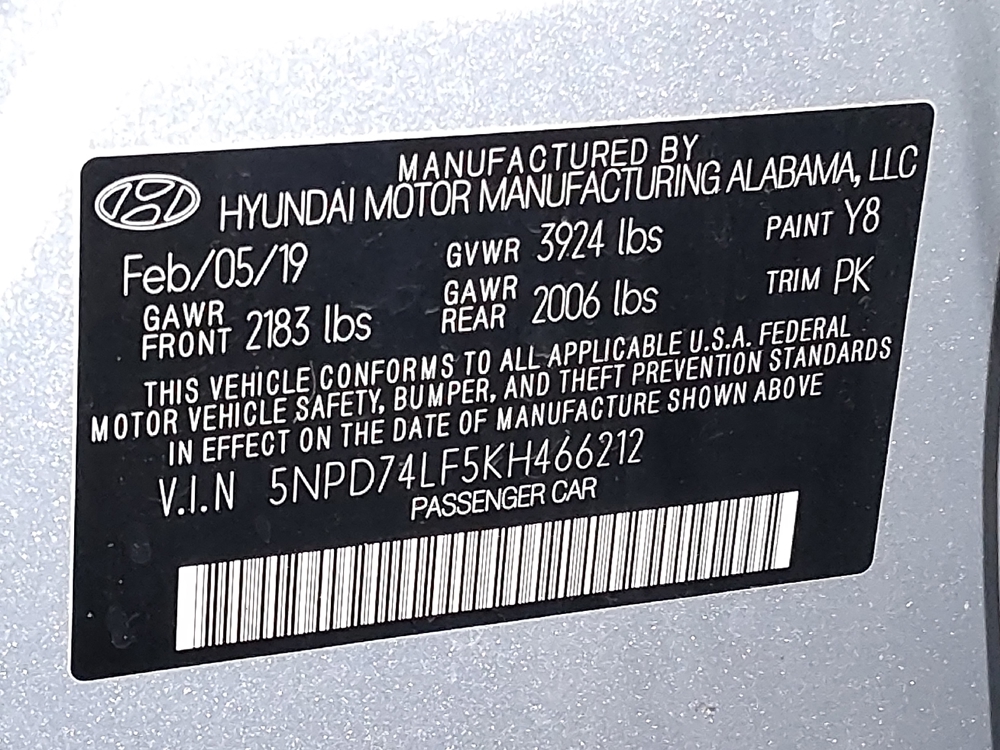 MANUFACTURED BY
HYUNDAI MOTOR MANUFACTURING ALABAMA, LLC
Feb/05/19 GVWR 3924 lbs PAINT Y8
GAWR FRONT 2183 lbs GAWR REAR 2006 lbs TRIM PK
THIS VEHICLE CONFORMS TO ALL APPLICABLE U.S.A. FEDERAL
MOTOR VEHICLE SAFETY, BUMPER, AND THEFT PREVENTION STANDARDS
IN EFFECT ON THE DATE OF MANUFACTURE SHOWN ABOVE
V.I.N 5NPD74LF5KH466212
PASSENGER CAR